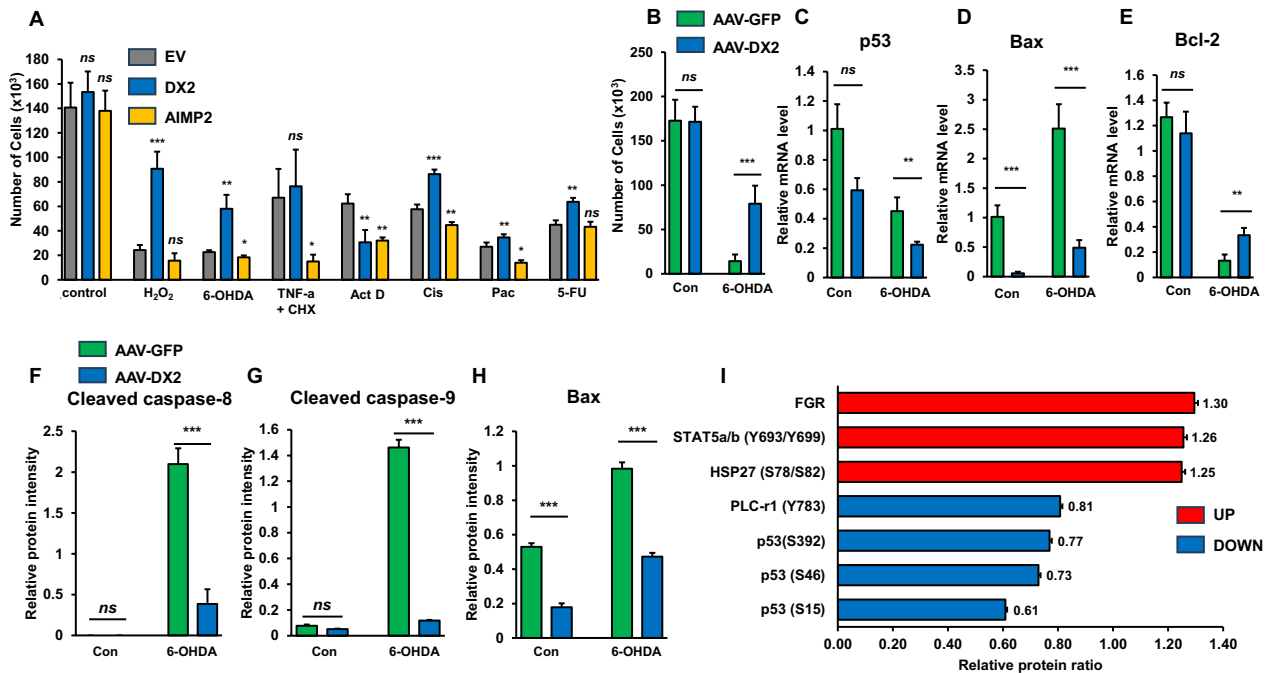 A
EV
DX2
AIMP2
Number of Cells (x10³)
180
160
140
120
100
80
60
40
20
0
ns
ns
***
ns
**
*
ns
*
**
**
***
**
**
*
**
ns
control
H₂O₂
6-OHDA
TNF-a
+ CHX
Act D
Cis
Pac
5-FU
B
AAV-GFP
AAV-DX2
Number of Cells (x10³)
250
200
150
100
50
0
ns
***
Con
6-OHDA
C
p53
Relative mRNA level
1.4
1.2
1
0.8
0.6
0.4
0.2
0
ns
**
Con
6-OHDA
D
Bax
Relative mRNA level
3.5
3
2.5
2
1.5
1
0.5
0
***
***
Con
6-OHDA
E
Bcl-2
Relative mRNA level
1.6
1.4
1.2
1
0.8
0.6
0.4
0.2
0
ns
**
Con
6-OHDA
AAV-GFP
AAV-DX2
F
Cleaved caspase-8
Relative protein intensity
2.5
2
1.5
1
0.5
0
ns
***
Con
6-OHDA
G
Cleaved caspase-9
Relative protein intensity
1.6
1.4
1.2
1
0.8
0.6
0.4
0.2
0
ns
***
Con
6-OHDA
H
Bax
Relative protein intensity
1.2
1
0.8
0.6
0.4
0.2
0
***
***
Con
6-OHDA
I
FGR
1.30
STAT5a/b (Y693/Y699)
1.26
HSP27 (S78/S82)
1.25
PLC-r1 (Y783)
0.81
p53(S392)
0.77
p53 (S46)
0.73
p53 (S15)
0.61
UP
DOWN
0.00 0.20 0.40 0.60 0.80 1.00 1.20 1.40
Relative protein ratio